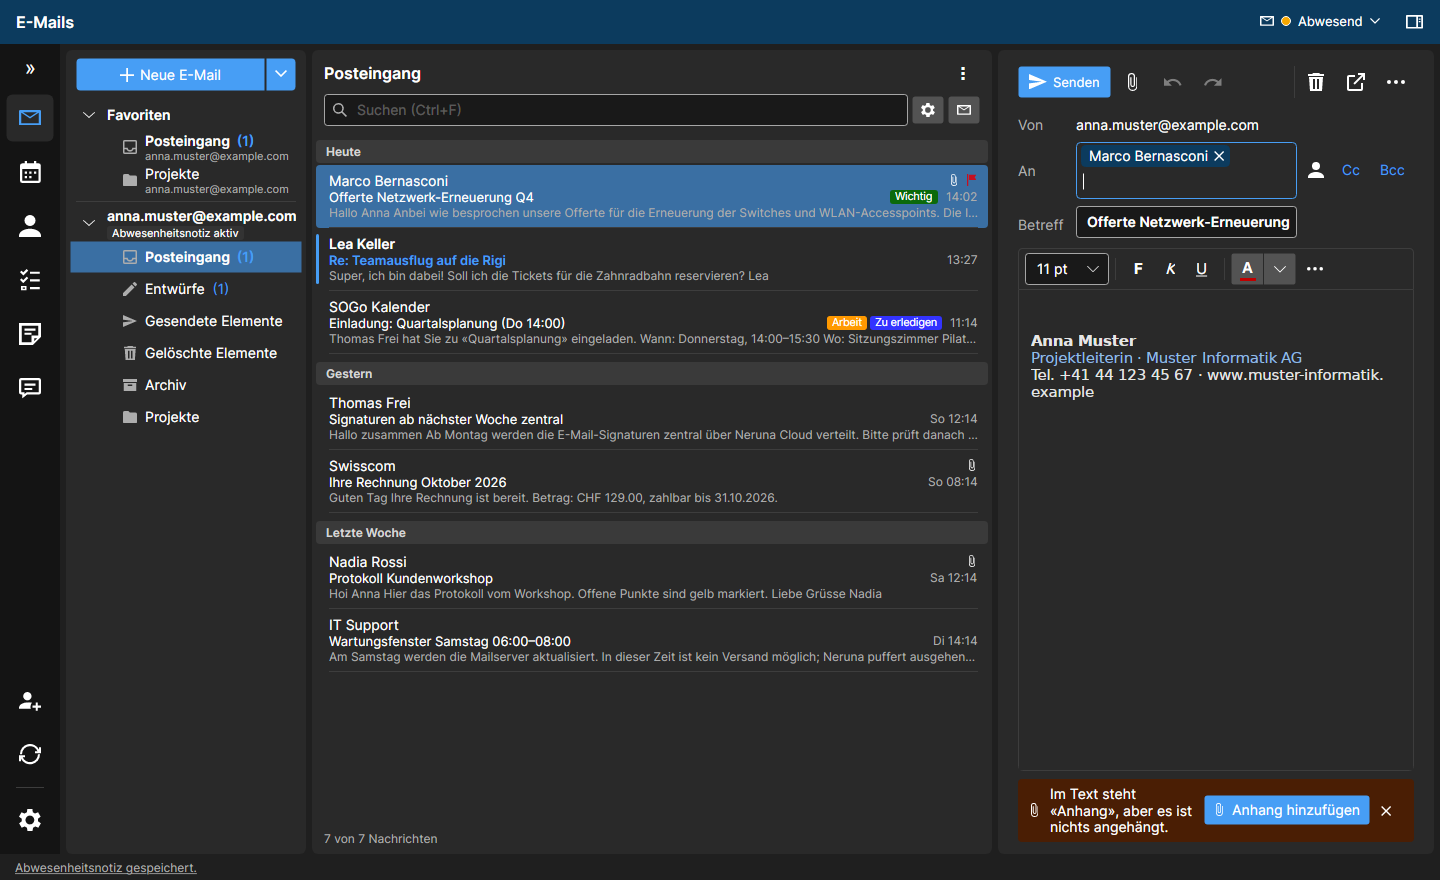 E-Mails
Abwesend
Neue E-Mail
Favoriten
Posteingang (1)
anna.muster@example.com
Projekte
anna.muster@example.com
anna.muster@example.com
Abwesenheitsnotiz aktiv
Posteingang (1)
Entwürfe (1)
Gesendete Elemente
Gelöschte Elemente
Archiv
Projekte
Posteingang
Suchen (Ctrl+F)
Heute
Marco Bernasconi
Offerte Netzwerk-Erneuerung Q4 Wichtig 14:02
Hallo Anna Anbei wie besprochen unsere Offerte für die Erneuerung der Switches und WLAN-Accesspoints. Die l...
Lea Keller
Re: Teamausflug auf die Rigi 13:27
Super, ich bin dabei! Soll ich die Tickets für die Zahnradbahn reservieren? Lea
SOGo Kalender
Einladung: Quartalsplanung (Do 14:00) Arbeit Zu erledigen 11:14
Thomas Frei hat Sie zu «Quartalsplanung» eingeladen. Wann: Donnerstag, 14:00–15:30 Wo: Sitzungszimmer Pilat...
Gestern
Thomas Frei
Signaturen ab nächster Woche zentral So 12:14
Hallo zusammen Ab Montag werden die E-Mail-Signaturen zentral über Neruna Cloud verteilt. Bitte prüft danach ...
Swisscom
Ihre Rechnung Oktober 2026 So 08:14
Guten Tag Ihre Rechnung ist bereit. Betrag: CHF 129.00, zahlbar bis 31.10.2026.
Letzte Woche
Nadia Rossi
Protokoll Kundenworkshop Sa 12:14
Hoi Anna Hier das Protokoll vom Workshop. Offene Punkte sind gelb markiert. Liebe Grüsse Nadia
IT Support
Wartungsfenster Samstag 06:00–08:00 Di 14:14
Am Samstag werden die Mailserver aktualisiert. In dieser Zeit ist kein Versand möglich; Neruna puffert ausgehen...
7 von 7 Nachrichten
Senden
Von anna.muster@example.com
An Marco Bernasconi Cc Bcc
Betreff Offerte Netzwerk-Erneuerung
11 pt F K U A
Anna Muster
Projektleiterin · Muster Informatik AG
Tel. +41 44 123 45 67 · www.muster-informatik.
example
Im Text steht
«Anhang», aber es ist
nichts angehängt.
Anhang hinzufügen
Abwesenheitsnotiz gespeichert.